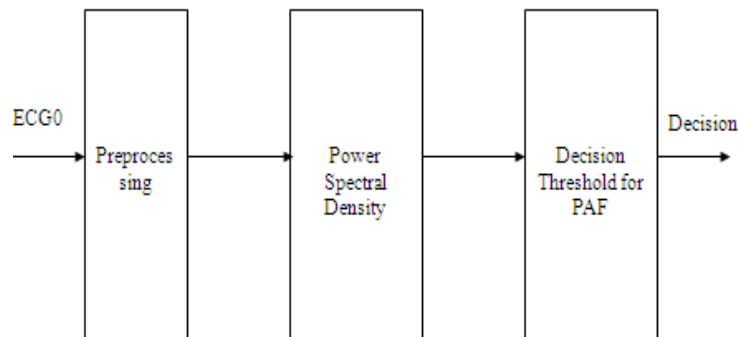 ECG0
Preproces
sing
Power
Spectral
Density
Decision
Threshold for
PAF
Decision